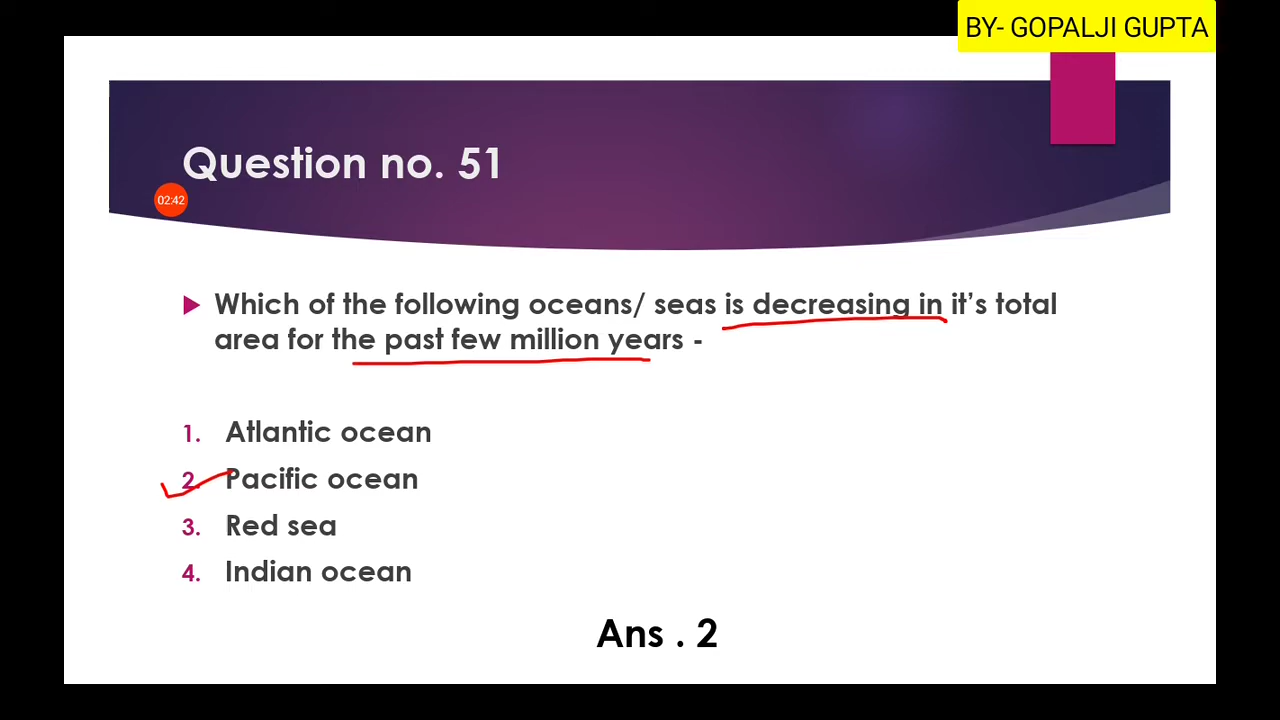 BY- GOPALJI GUPTA
Question no. 51
02:42
Which of the following oceans/ seas is decreasing in it's total
area for the past few million years -
1. Atlantic ocean
2. Pacific ocean
3. Red sea
4. Indian ocean
Ans . 2